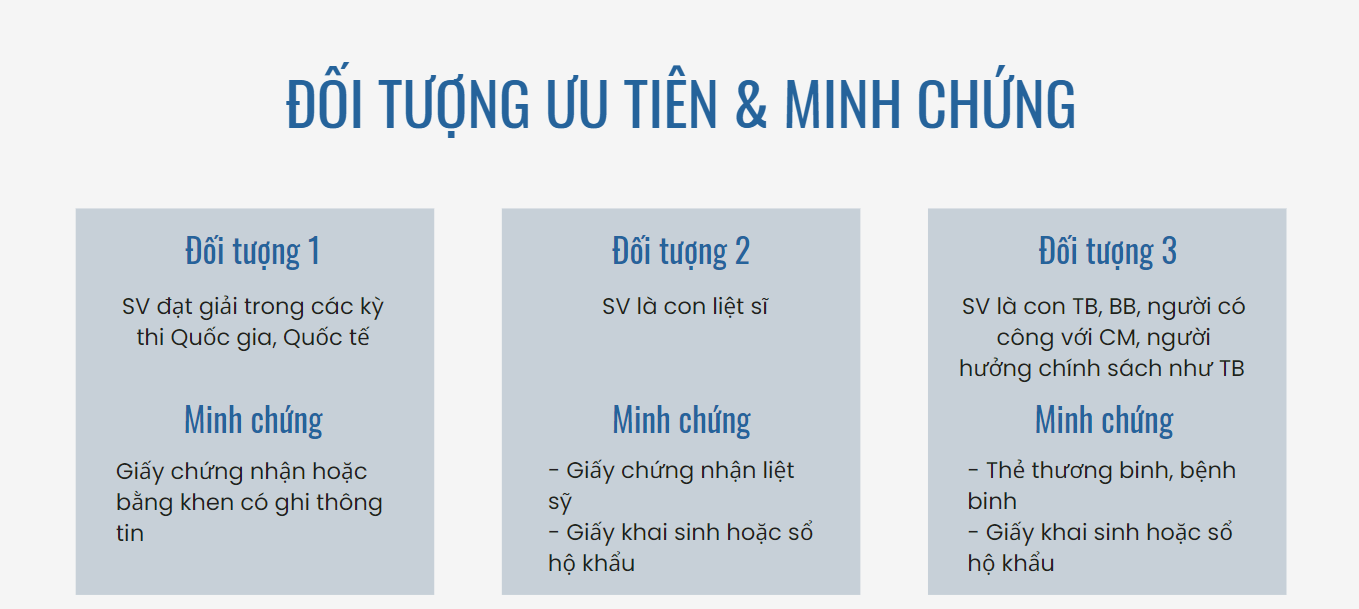 ĐỐI TƯỢNG ƯU TIÊN & MINH CHỨNG
Đối tượng 1
SV đạt giải trong các kỳ
thi Quốc gia, Quốc tế
Minh chứng
Giấy chứng nhận hoặc
bằng khen có ghi thông
tin
Đối tượng 2
SV là con liệt sĩ
Minh chứng
- Giấy chứng nhận liệt
sỹ
- Giấy khai sinh hoặc sổ
hộ khẩu
Đối tượng 3
SV là con TB, BB, người có
công với CM, người
hưởng chính sách như TB
Minh chứng
- Thẻ thương binh, bệnh
binh
- Giấy khai sinh hoặc sổ
hộ khẩu